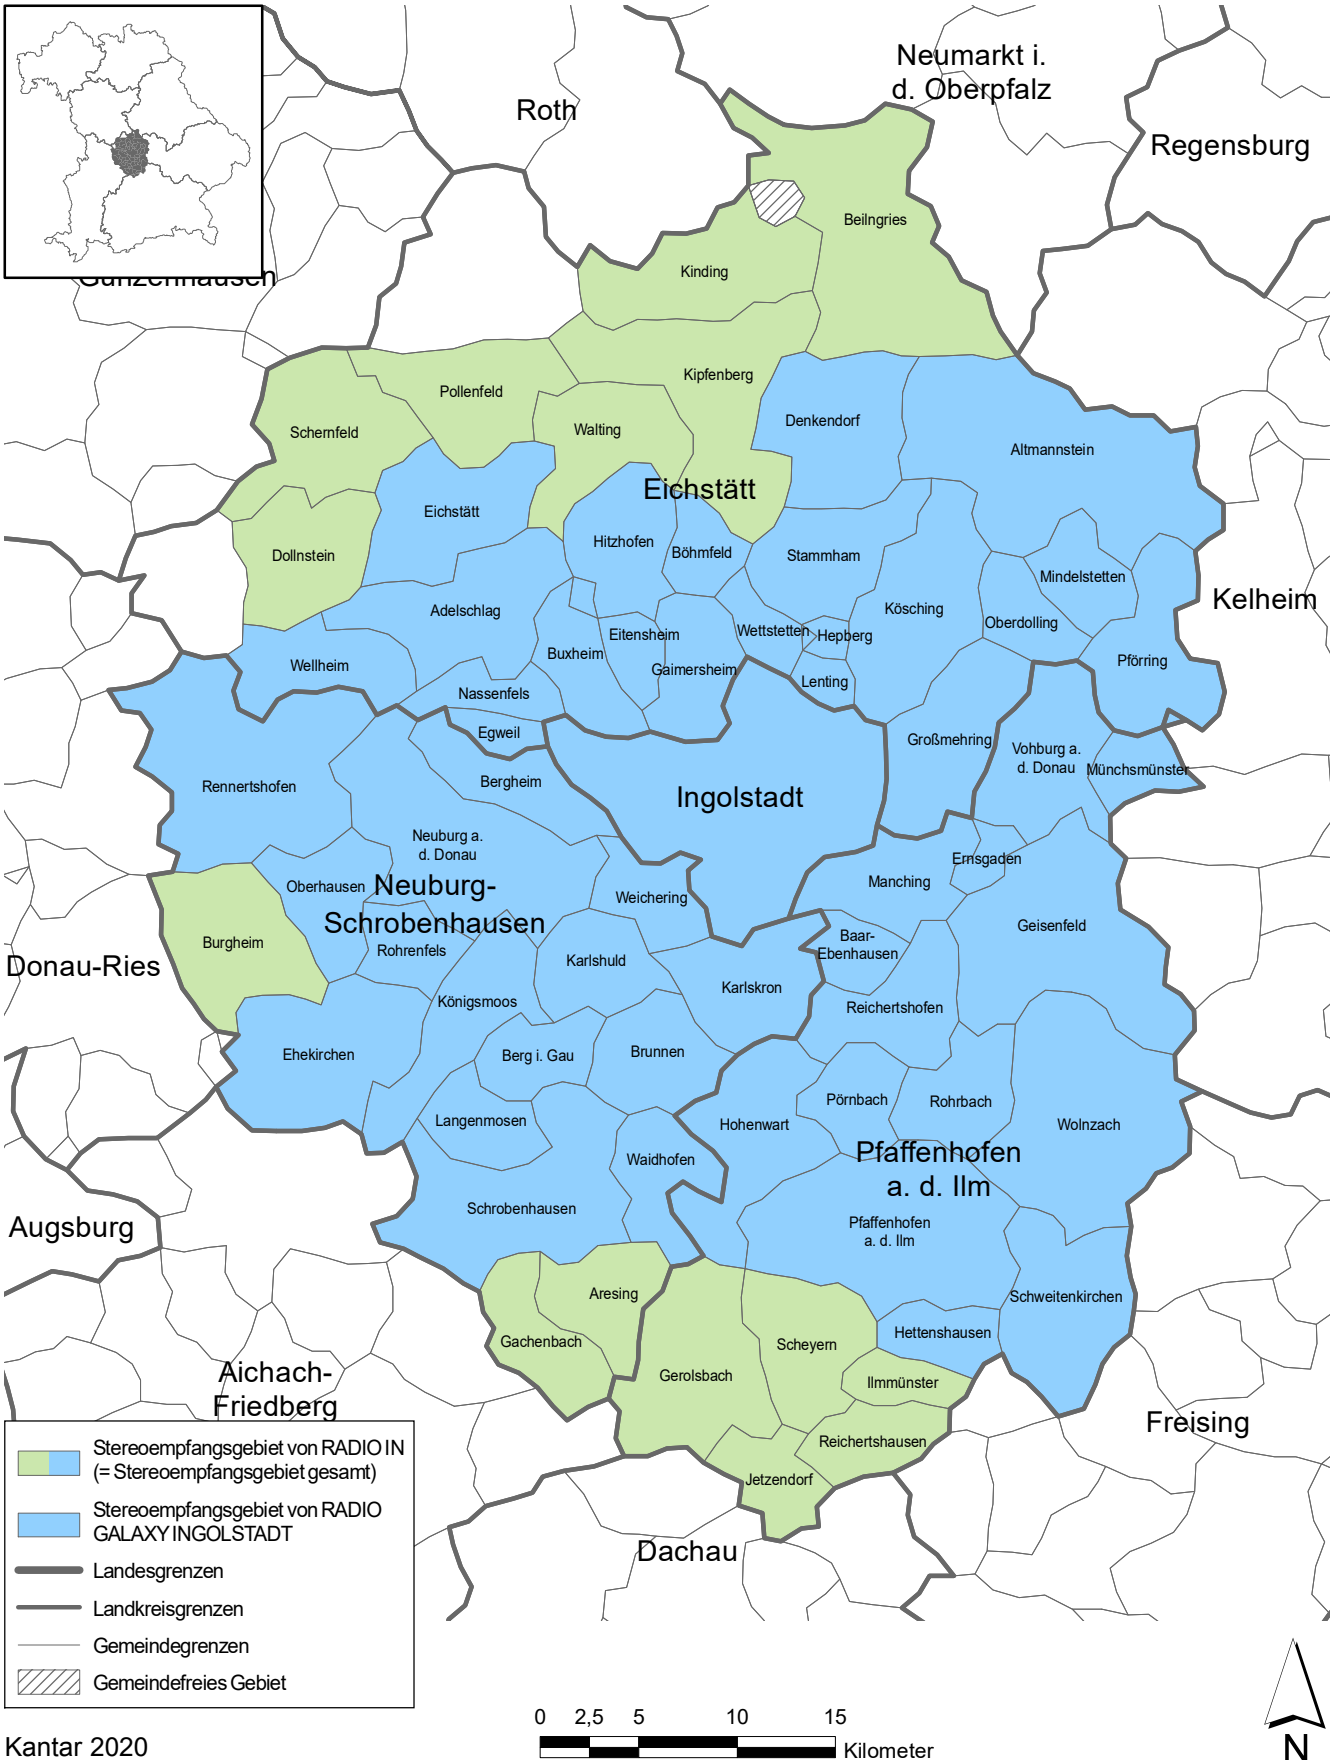 Neumarkt i.
d. Oberpfalz
Roth
Regensburg
Beilngries
Gunzenhausen
Kinding
Kipfenberg
Pollenfeld
Denkendorf
Schernfeld
Walting
Altmannstein
Eichstätt
Eichstätt
Hitzhofen
Böhmfeld
Stammham
Dollnstein
Mindelstetten
Kelheim
Adelschlag
Kösching
Oberdolling
Eitensheim
Wettstetten
Hepberg
Buxheim
Wellheim
Gaimersheim
Pförring
Lenting
Nassenfels
Egweil
Großmehring
Vohburg a.
d. Donau
Münchsmünster
Bergheim
Rennertshofen
Ingolstadt
Neuburg a.
d. Donau
Ernsgaden
Oberhausen
Neuburg-
Schrobenhausen
Manching
Weichering
Geisenfeld
Burgheim
Rohrenfels
Baar-
Ebenhausen
Donau-Ries
Karlshuld
Karlskron
Königsmoos
Reichertshofen
Ehekirchen
Berg i. Gau
Brunnen
Pörnbach
Rohrbach
Langenmosen
Hohenwart
Wolnzach
Waidhofen
Pfaffenhofen
a. d. Ilm
Augsburg
Schrobenhausen
Pfaffenhofen
a. d. Ilm
Aresing
Schweitenkirchen
Gachenbach
Scheyern
Hettenshausen
Aichach-
Friedberg
Gerolsbach
Ilmmünster
Freising
Reichertshausen
Jetzendorf
Dachau
Stereoempfangsgebiet von RADIO IN
(= Stereoempfangsgebiet gesamt)
Stereoempfangsgebiet von RADIO
GALAXY INGOLSTADT
Landesgrenzen
Landkreisgrenzen
Gemeindegrenzen
Gemeindefreies Gebiet
0 2,5 5 10 15
Kilometer
N
Kantar 2020